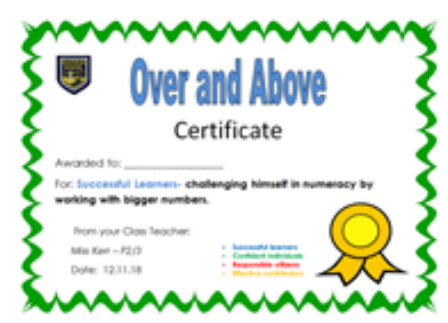 Over and Above
Certificate
Awarded to: ____________________
For: Successful Learners- challenging himself in numeracy by
working with bigger numbers.
From your Class Teacher:
Miss Kerr – P2/3
Date: 12.11.18
Successful learners
Confident individuals
Responsible citizens
Effective contributors